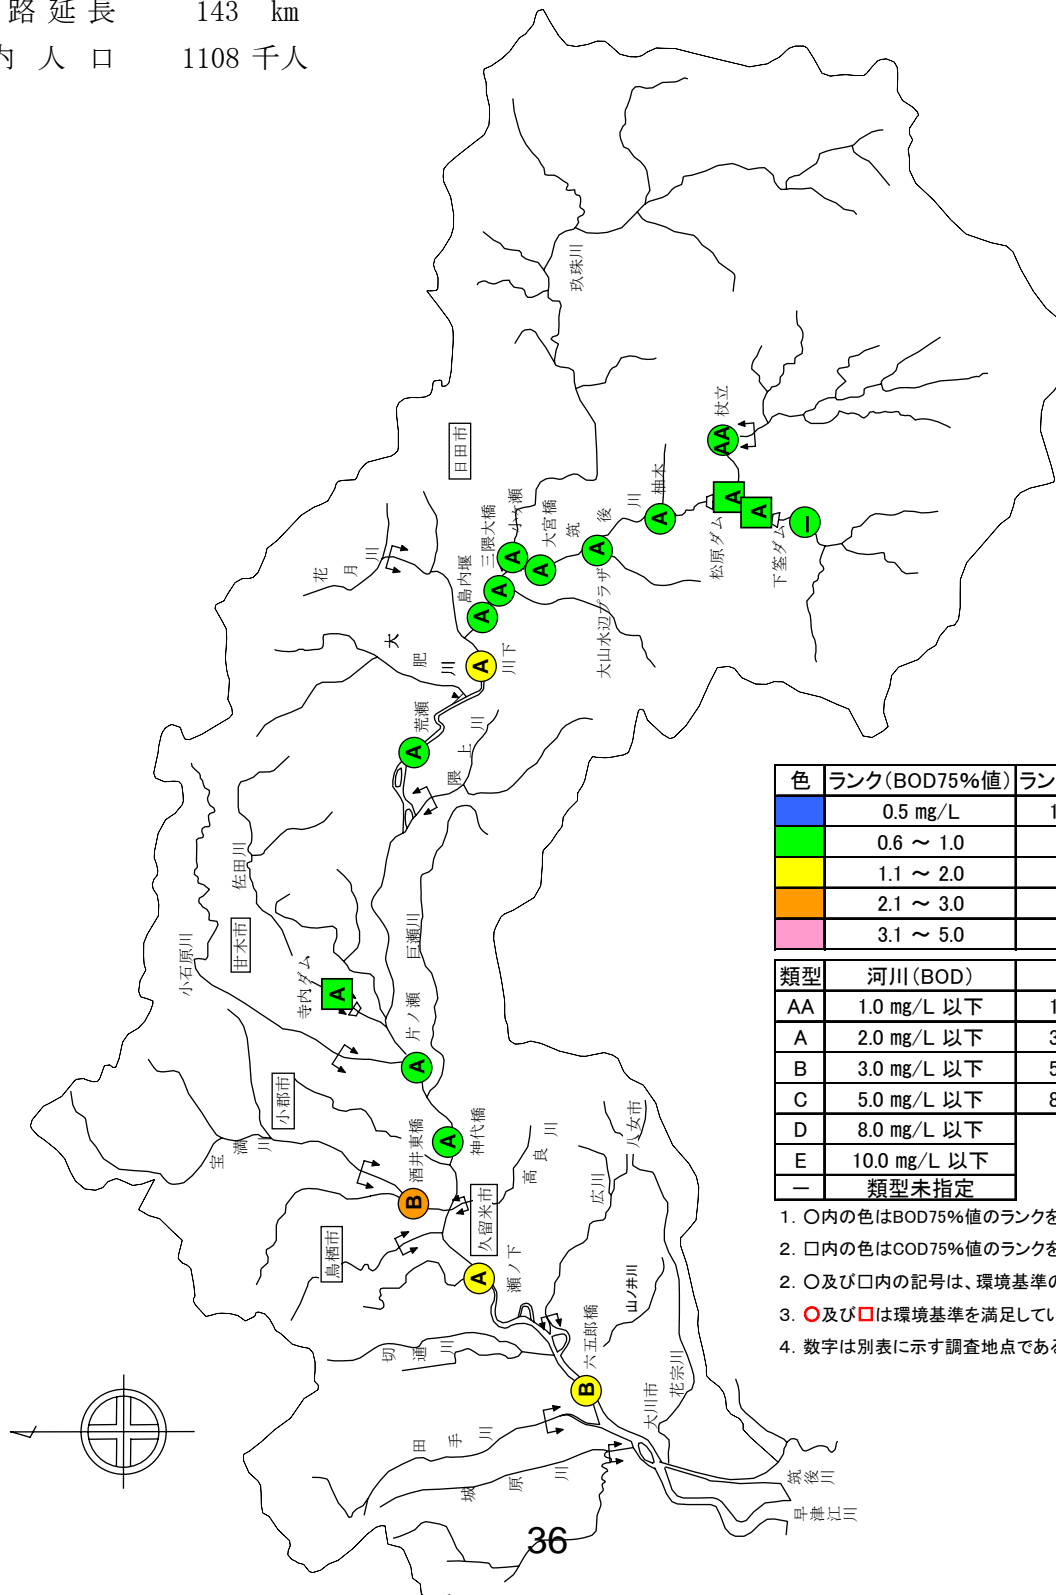 路延長 143 km
内人口 1108 千人
玖珠川
杖立
AA
日田市
柚木
A
松原ダム
A
A
下筌ダム
ー
筑後川
大宮橋
A
小ヶ瀬
A
三隈大橋
A
島内堰
A
大山水辺プラザ
A
花月川
大肥川
川下
A
荒瀬
A
隈上川
佐田川
甘木市
小石原川
寺内ダム
A
巨瀬川
片ノ瀬
A
小郡市
宝満川
酒井東橋
B
神代橋
A
高良川
久留米市
鳥栖市
瀬ノ下
A
広川
八女市
山ノ井川
切通川
六五郎橋
B
大川市
花宗川
田手川
城原川
筑後川
早津江川
色 ランク(BOD75%値) ラン
0.5 mg/L 1
0.6 ～ 1.0
1.1 ～ 2.0
2.1 ～ 3.0
3.1 ～ 5.0
類型 河川(BOD)
AA 1.0 mg/L 以下 1
A 2.0 mg/L 以下 3
B 3.0 mg/L 以下 5
C 5.0 mg/L 以下 8
D 8.0 mg/L 以下
E 10.0 mg/L 以下
ー 類型未指定
1. ○内の色はBOD75%値のランクを
2. □内の色はCOD75%値のランクを
2. ○及び□内の記号は、環境基準の
3. ○及び□は環境基準を満足してい
4. 数字は別表に示す調査地点である
36